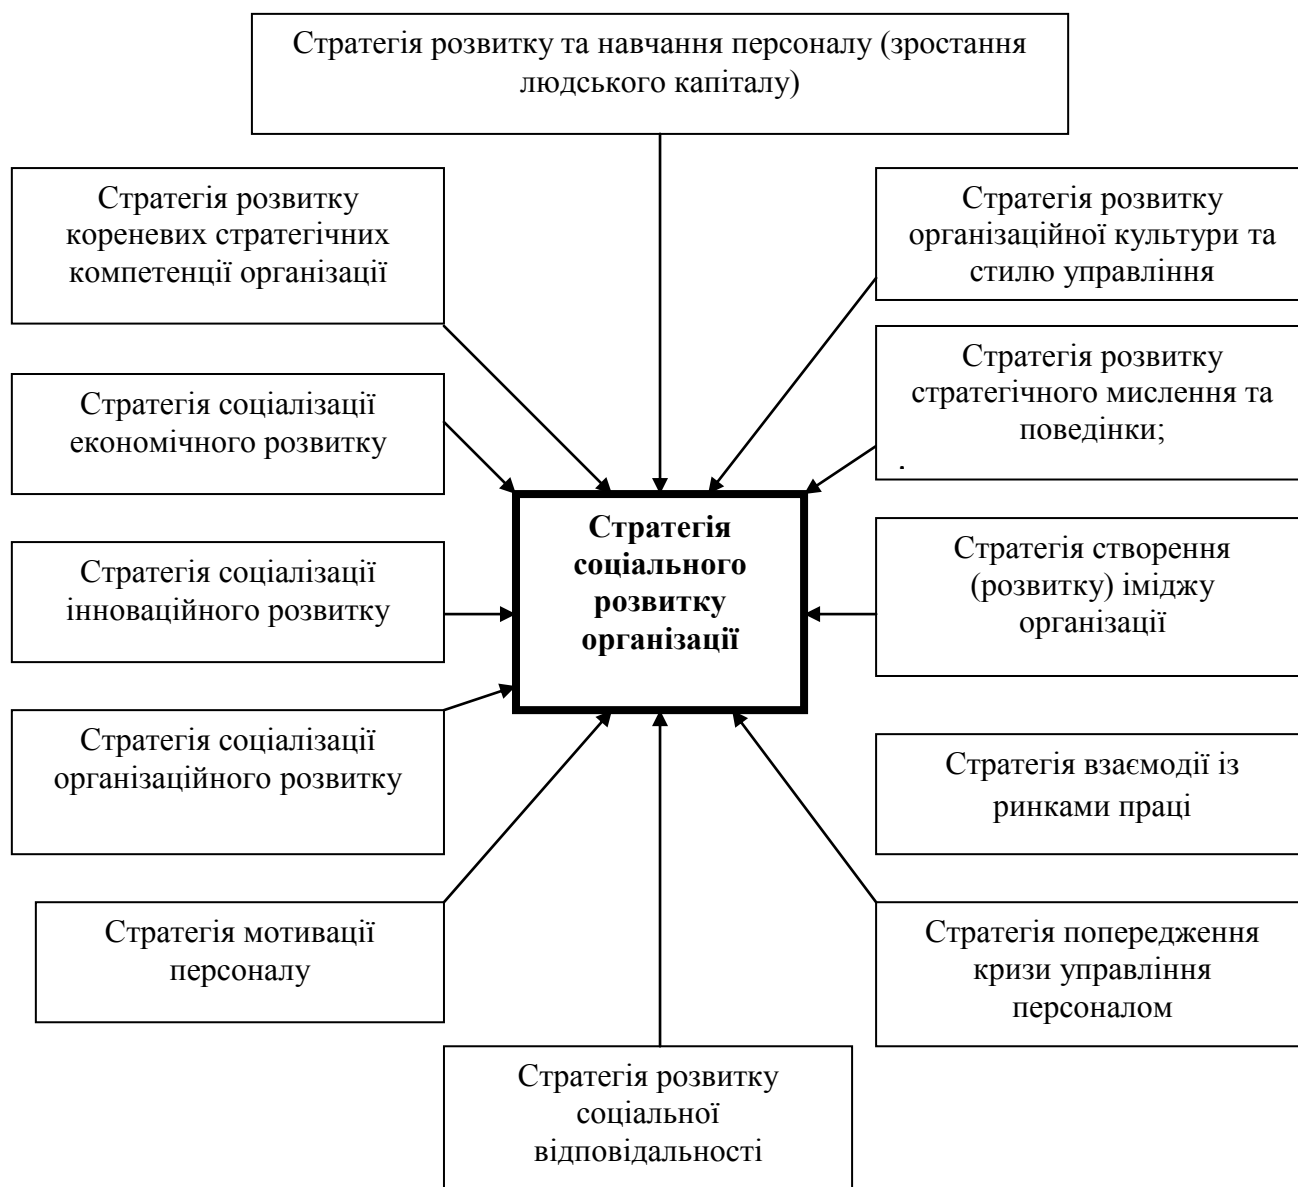 Стратегія розвитку та навчання персоналу (зростання
людського капіталу)
Стратегія розвитку
кореневих стратегічних
компетенції організації
Стратегія розвитку
організаційної культури та
стилю управління
Стратегія соціалізації
економічного розвитку
Стратегія розвитку
стратегічного мислення та
поведінки;
.
Стратегія
соціального
розвитку
організації
Стратегія соціалізації
інноваційного розвитку
Стратегія створення
(розвитку) іміджу
організації
Стратегія соціалізації
організаційного розвитку
Стратегія взаємодії із
ринками праці
Стратегія мотивації
персоналу
Стратегія попередження
кризи управління
персоналом
Стратегія розвитку
соціальної
відповідальності